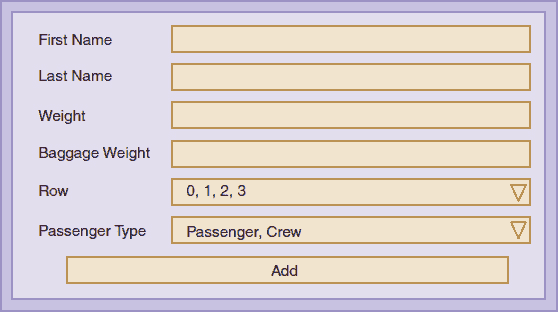 First Name
Last Name
Weight
Baggage Weight
Row 0, 1, 2, 3
Passenger Type Passenger, Crew
Add